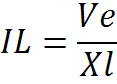 IL = Ve / Xl